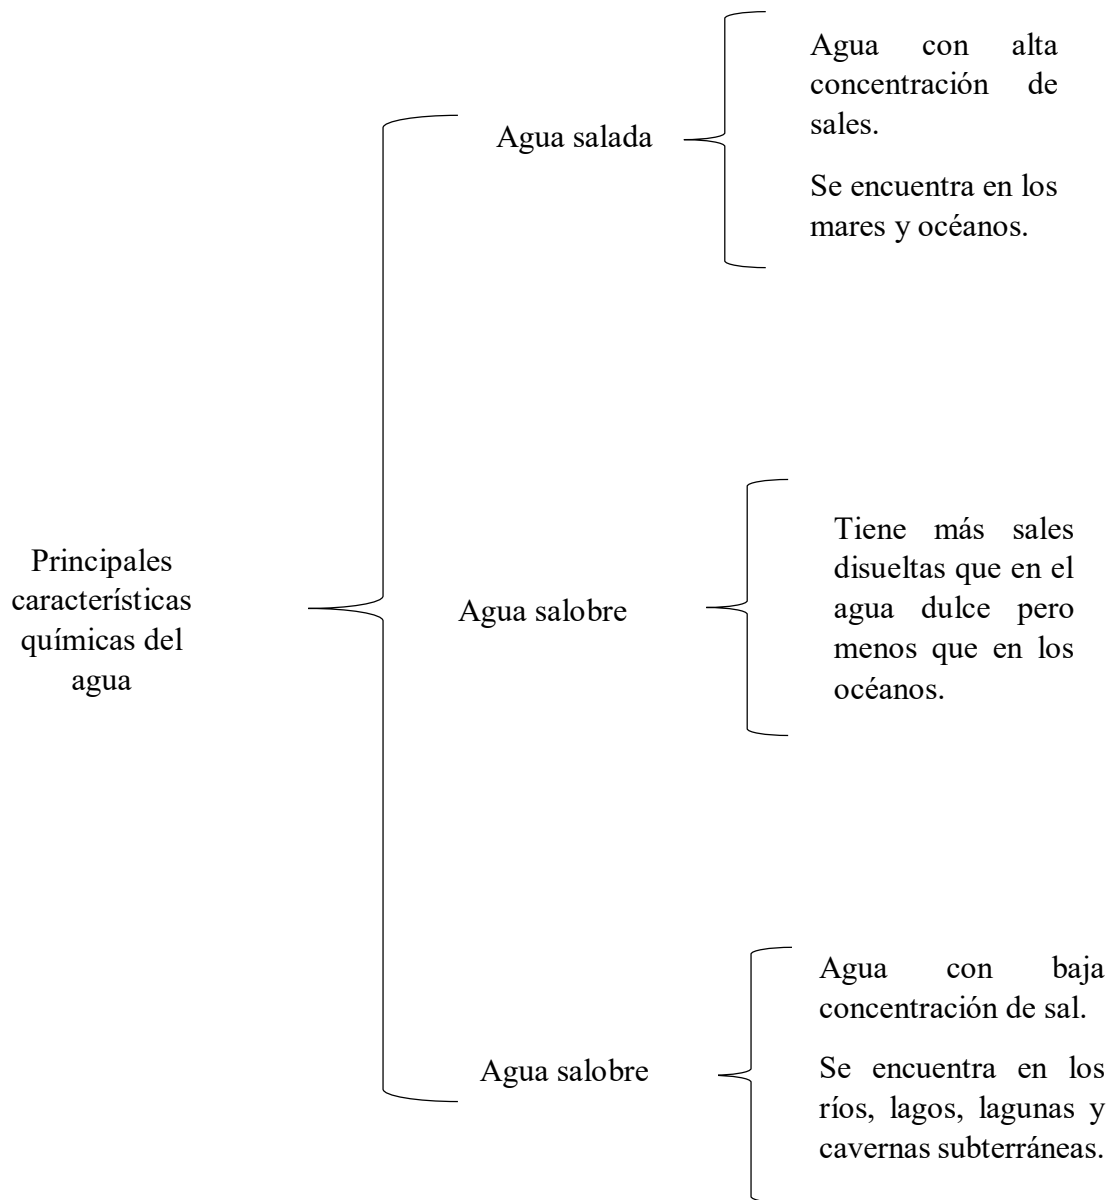 Principales
características
químicas del
agua
Agua salada
Agua con alta
concentración de
sales.
Se encuentra en los
mares y océanos.
Agua salobre
Tiene más sales
disueltas que en el
agua dulce pero
menos que en los
océanos.
Agua salobre
Agua con baja
concentración de sal.
Se encuentra en los
ríos, lagos, lagunas y
cavernas subterráneas.